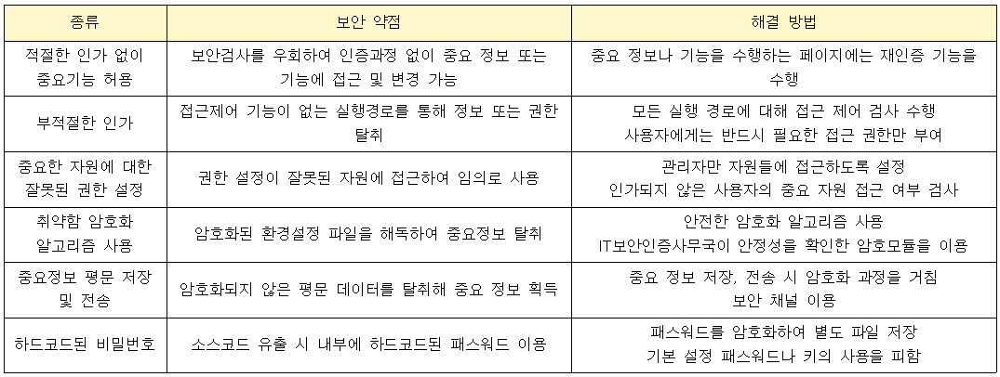 종류 보안 약점 해결 방법
적절한 인가 없이 보안검사를 우회하여 인증과정 없이 중요 정보 또는 중요 정보나 기능을 수행하는 페이지에는 재인증 기능을
중요기능 허용 기능에 접근 및 변경 가능 수행
부적절한 인가 접근제어 기능이 없는 실행경로를 통해 정보 또는 권한 모든 실행 경로에 대해 접근 제어 검사 수행
탈취 사용자에게는 반드시 필요한 접근 권한만 부여
중요한 자원에 대한 권한 설정이 잘못된 자원에 접근하여 임의로 사용 관리자만 자원들에 접근하도록 설정
잘못된 권한 설정 인가되지 않은 사용자의 중요 자원 접근 여부 검사
취약함 암호화 암호화된 환경설정 파일을 해독하여 중요정보 탈취 안전한 암호화 알고리즘 사용
알고리즘 사용 IT보안인증사무국이 안정성을 확인한 암호모듈을 이용
중요정보 평문 저장 암호화되지 않은 평문 데이터를 탈취해 중요 정보 획득 중요 정보 저장, 전송 시 암호화 과정을 거침
및 전송 보안 채널 이용
하드코드된 비밀번호 소스코드 유출 시 내부에 하드코드된 패스워드 이용 패스워드를 암호화하여 별도 파일 저장
기본 설정 패스워드나 키의 사용을 피함